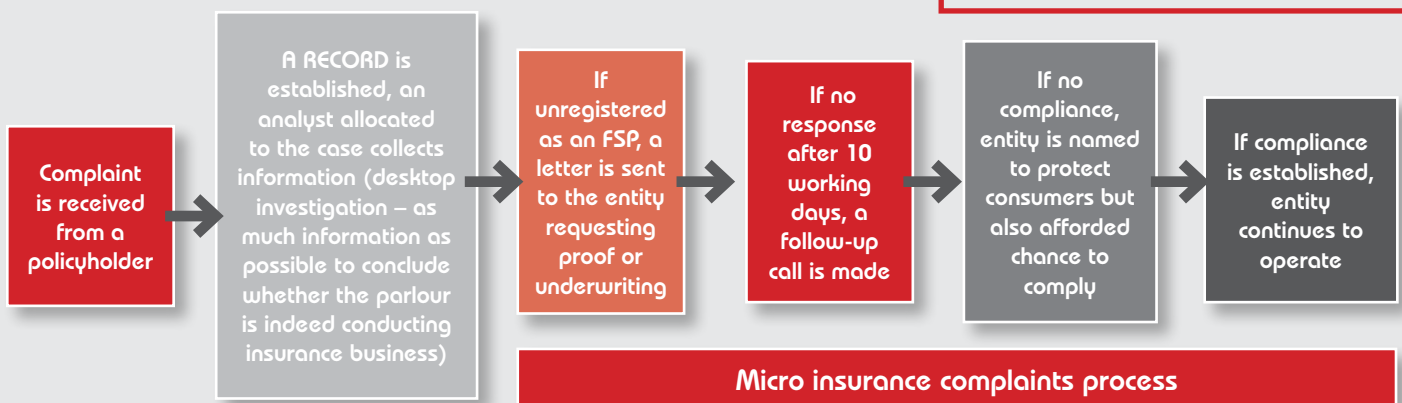 Complaint
is received
from a
policyholder
A RECORD is
established, an
analyst allocated
to the case collects
information (desktop
investigation – as
much information as
possible to conclude
whether the parlour
is indeed conducting
insurance business)
If
unregistered
as an FSP, a
letter is sent
to the entity
requesting
proof or
underwriting
If no
response
after 10
working
days, a
follow-up
call is made
If no
compliance,
entity is named
to protect
consumers but
also afforded
chance to
comply
If compliance
is established,
entity
continues to
operate
Micro insurance complaints process